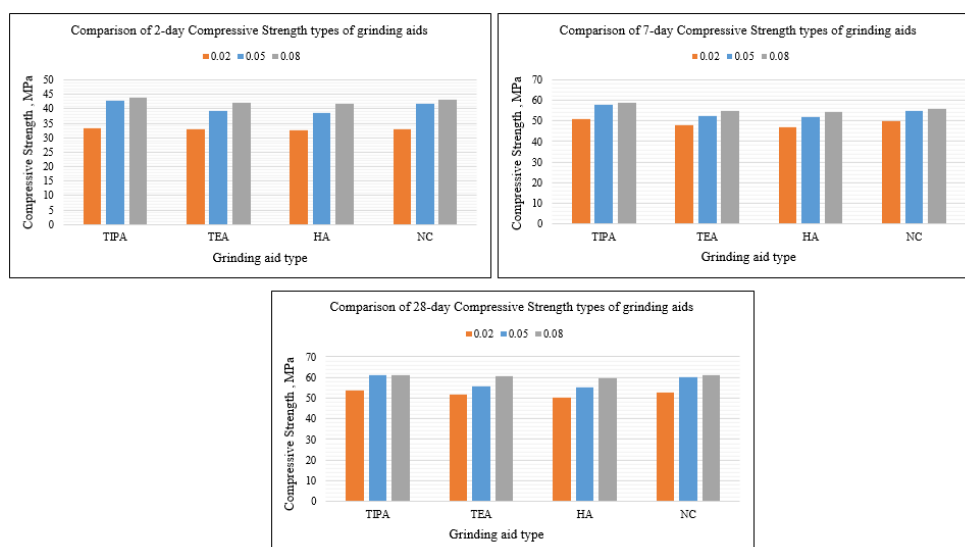 Comparison of 2-day Compressive Strength types of grinding aids
0.02 0.05 0.08
Compressive Strength , MPa
50
45
40
35
30
25
20
15
10
5
0
TIPA TEA HA NC
Grinding aid type
Comparison of 7-day Compressive Strength types of grinding aids
0.02 0.05 0.08
Compressive Strength , MPa
70
60
50
40
30
20
10
0
TIPA TEA HA NC
Grinding aid type
Comparison of 28-day Compressive Strength types of grinding aids
0.02 0.05 0.08
Compressive Strength , MPa
70
60
50
40
30
20
10
0
TIPA TEA HA NC
Grinding aid type